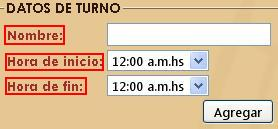 DATOS DE TURNO
Nombre:
Hora de inicio: 12:00 a.m.hs
Hora de fin: 12:00 a.m.hs
Agregar